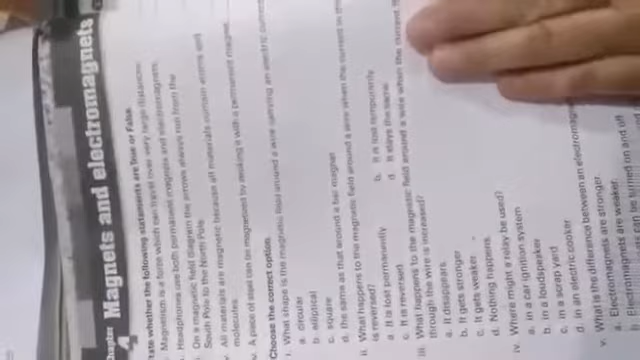 Chapter
Magnets and electromagnets
State whether the following statements are True or False.
Magnetism is a force which can travel over very large distances.
Headphones use both permanent magnets and electromagnets.
On a magnetic field diagram the arrows always run from the
South Pole to the North Pole.
All materials are magnetic because all materials contain atoms and
molecules.
v. A piece of steel can be magnetised by stroking it with a permanent magnet.
Choose the correct option.
i. What shape is the magnetic field around a wire carrying an electric current
a. circular
b. elliptical
c. square
d. the same as that around a bar magnet
ii. What happens to the magnetic field around a wire when the current in the
is reversed?
a. It is lost permanently
b. It is lost temporarily
c. It is reversed
d. It stays the same
iii. What happens to the magnetic field around a wire when the current
through the wire is increased?
a. It disappears.
b. It gets stronger
c. It gets weaker
d. Nothing happens.
iv. Where might a relay be used?
a. in a car ignition system
b. in a loudspeaker
c. in a scrap yard
d. in an electric cooker
v. What is the difference between an electromag
a. Electromagnets are stronger.
Electromagnets are weaker.
can be turned on and off